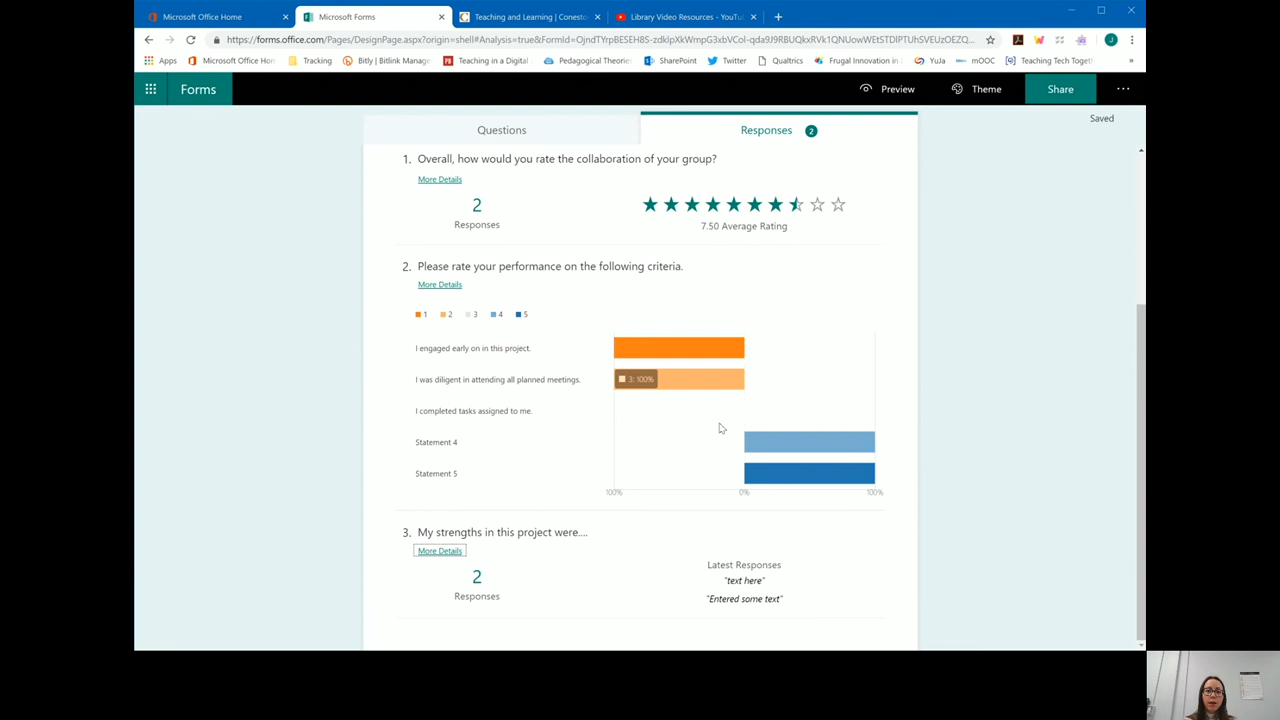 Microsoft Office Home
Microsoft Forms
Teaching and Learning | Conesto
Library Video Resources - YouTu
https://forms.office.com/Pages/DesignPage.aspx?origin=shell#Analysis=true&FormId=
Apps
Microsoft Office Hom
Tracking
Bitly | Bitlink Manage
Teaching in a Digital
Pedagogical Theorie
SharePoint
Twitter
Qualtrics
Frugal Innovation in
YuJa
mOOC
Teaching Tech Toget
Forms
Preview
Theme
Share
Saved
Questions
Responses 2
1. Overall, how would you rate the collaboration of your group?
More Details
2
Responses
7.50 Average Rating
2. Please rate your performance on the following criteria.
More Details
1 2 3 4 5
I engaged early on in this project.
I was diligent in attending all planned meetings.
3: 100%
I completed tasks assigned to me.
Statement 4
Statement 5
100% 0% 100%
3. My strengths in this project were....
More Details
2
Responses
Latest Responses
"text here"
"Entered some text"